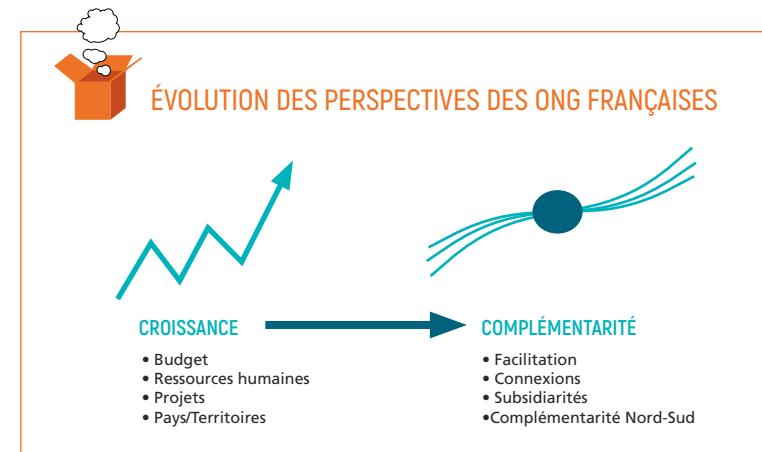 ÉVOLUTION DES PERSPECTIVES DES ONG FRANÇAISES
CROISSANCE
• Budget
• Ressources humaines
• Projets
• Pays/Territoires
COMPLÉMENTARITÉ
• Facilitation
• Connexions
• Subsidiarités
•Complémentarité Nord-Sud